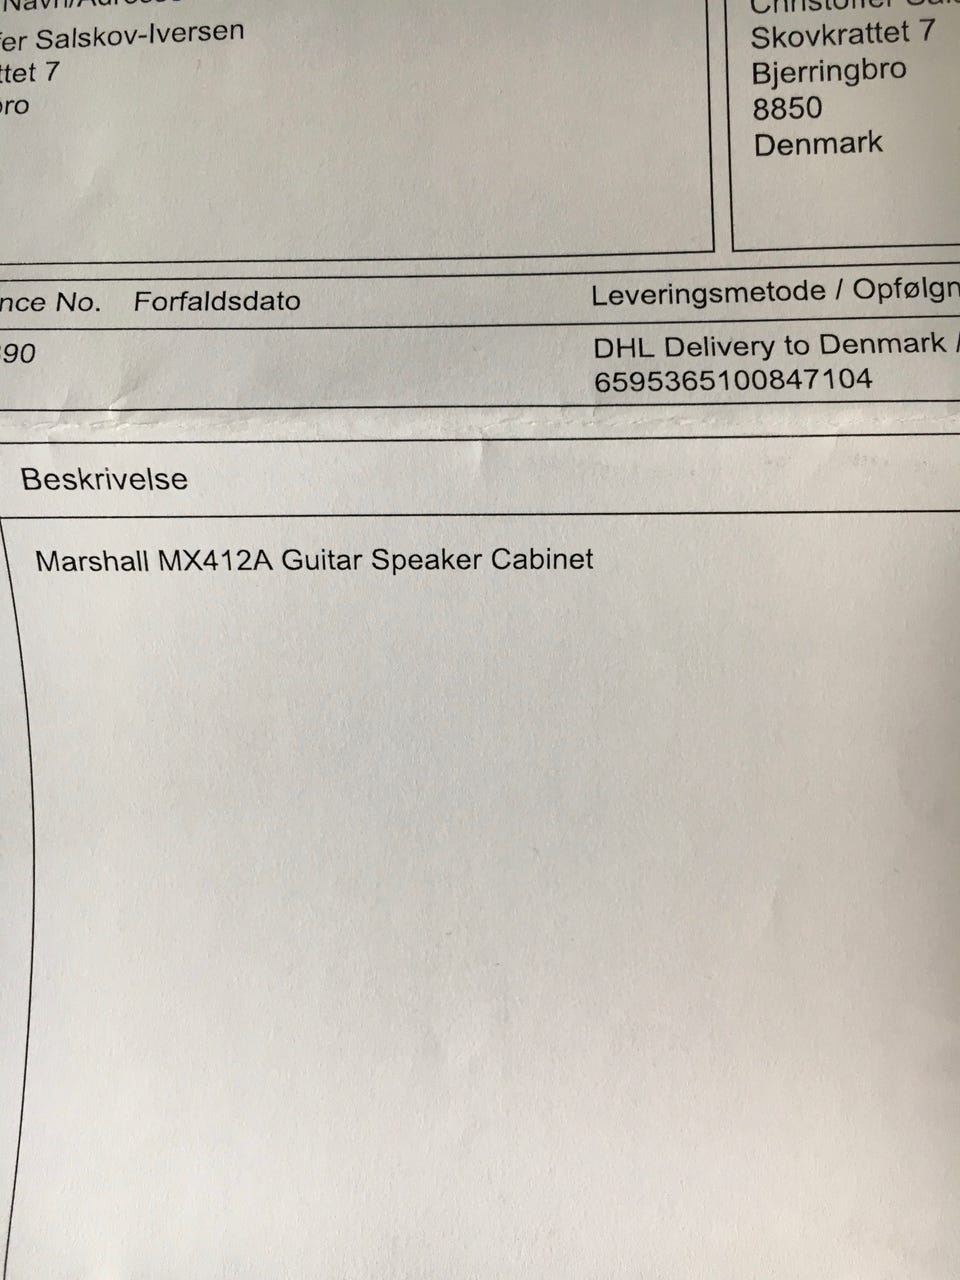 er Salskov-Iversen
ttet 7
ro
Skovkrattet 7
Bjerringbro
8850
Denmark
nce No. Forfaldsdato
Leveringsmetode / Opfølgn
90
DHL Delivery to Denmark /
6595365100847104
Beskrivelse
Marshall MX412A Guitar Speaker Cabinet